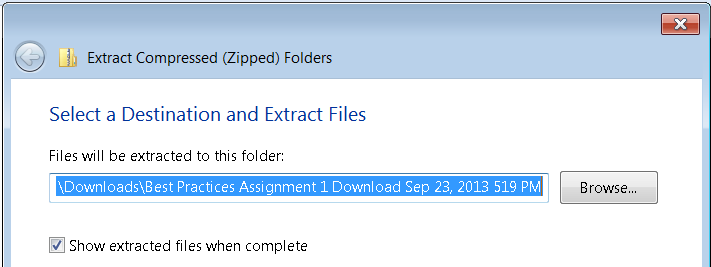 Extract Compressed (Zipped) Folders
Select a Destination and Extract Files
Files will be extracted to this folder:
\Downloads\Best Practices Assignment 1 Download Sep 23, 2013 519 PM
Browse...
Show extracted files when complete